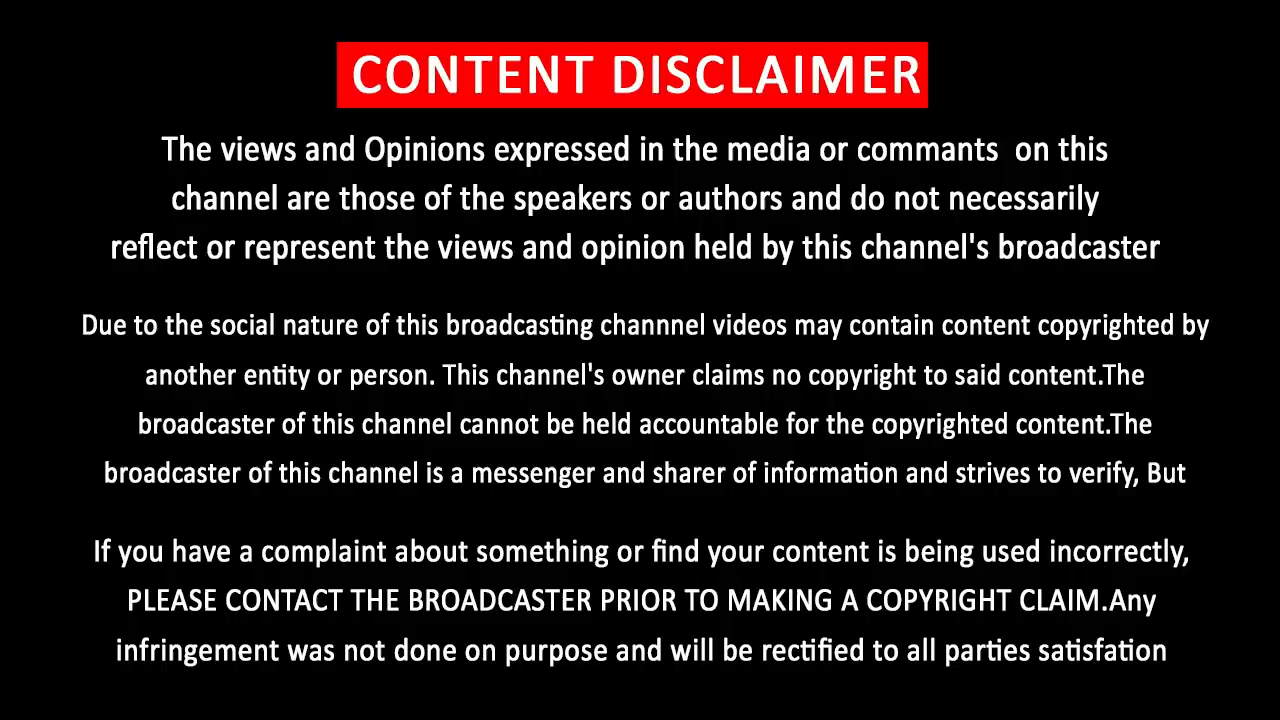 CONTENT DISCLAIMER
The views and Opinions expressed in the media or commants on this
channel are those of the speakers or authors and do not necessarily
reflect or represent the views and opinion held by this channel's broadcaster
Due to the social nature of this broadcasting channnel videos may contain content copyrighted by
another entity or person. This channel's owner claims no copyright to said content.The
broadcaster of this channel cannot be held accountable for the copyrighted content.The
broadcaster of this channel is a messenger and sharer of information and strives to verify, But
If you have a complaint about something or find your content is being used incorrectly,
PLEASE CONTACT THE BROADCASTER PRIOR TO MAKING A COPYRIGHT CLAIM.Any
infringement was not done on purpose and will be rectified to all parties satisfation